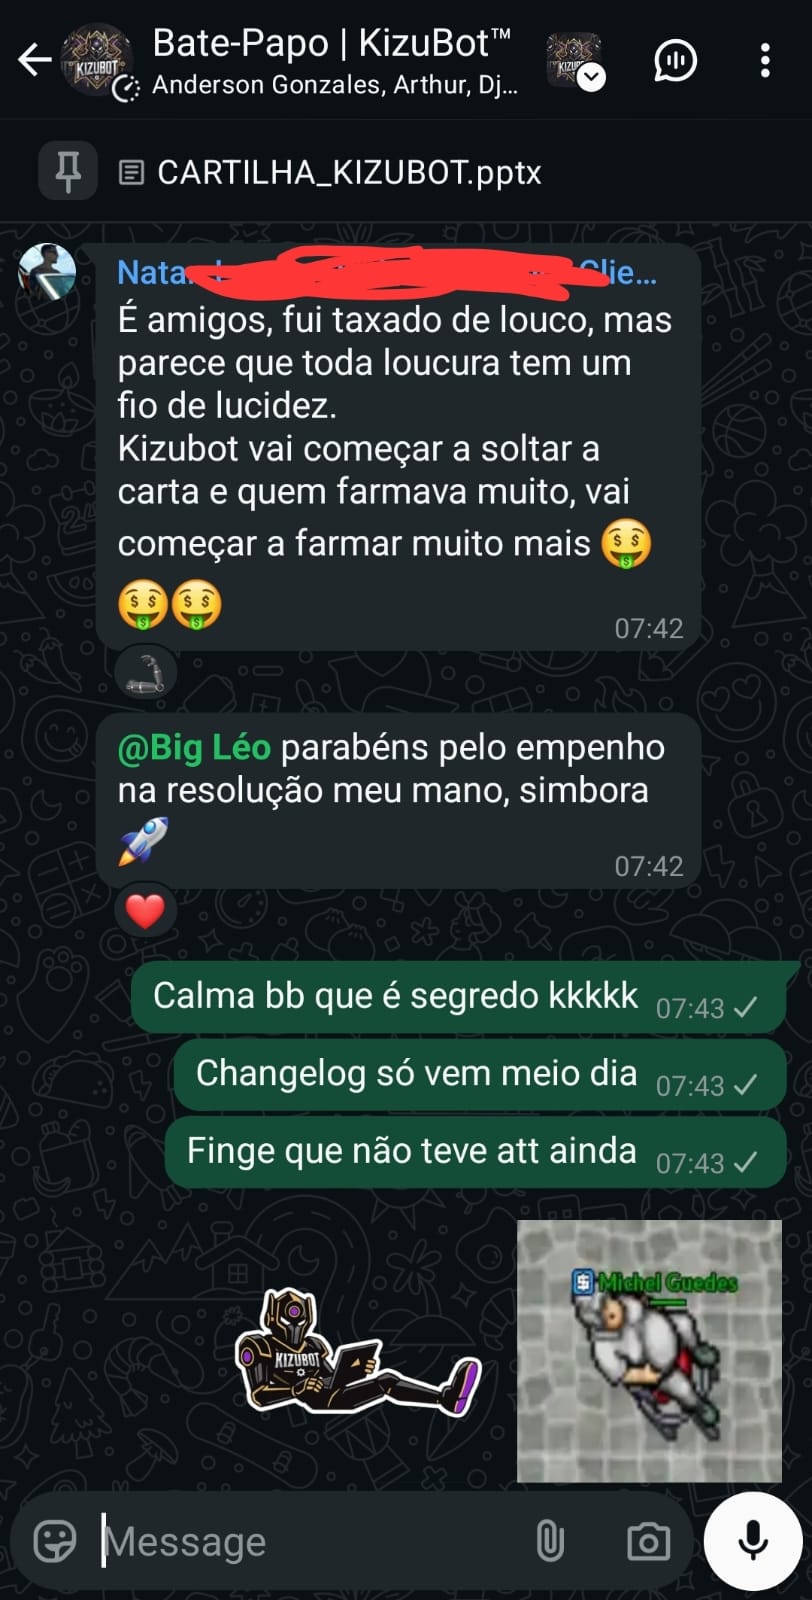 Bate-Papo | KizuBot™
Anderson Gonzales, Arthur, Dj...
CARTILHA_KIZUBOT.pptx
É amigos, fui taxado de louco, mas
parece que toda loucura tem um
fio de lucidez.
Kizubot vai começar a soltar a
carta e quem farmava muito, vai
começar a farmar muito mais 🤑
🤑🤑
07:42
@Big Léo parabéns pelo empenho
na resolução meu mano, simbora
🚀
07:42
Calma bb que é segredo kkkkk 07:43
Changelog só vem meio dia 07:43
Finge que não teve att ainda 07:43
KIZUBOT
Michel Guedes
Message